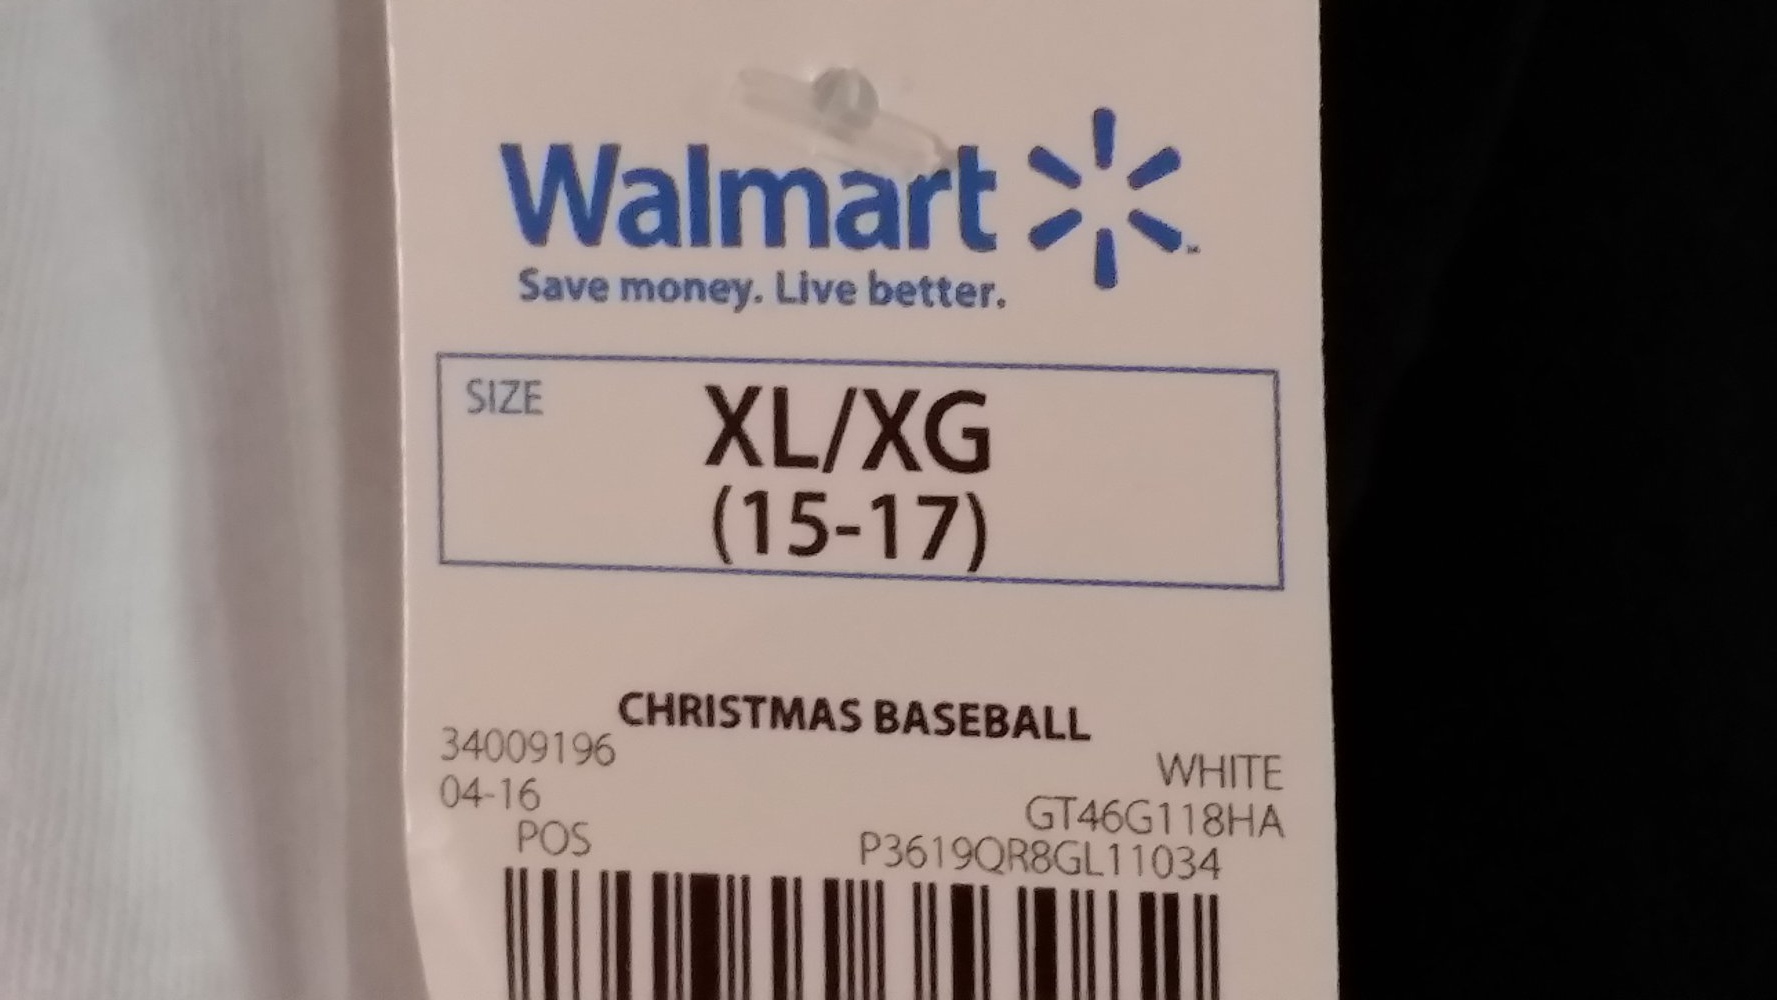 Walmart
Save money. Live better.
SIZE
XL/XG
(15-17)
CHRISTMAS BASEBALL
34009196
WHITE
04-16
GT46G118HA
POS
P3619QR8GL11034